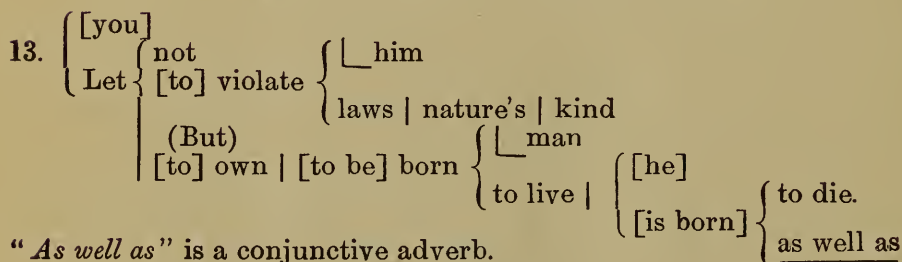 [you]
13.
not
him
Let [to] violate
laws | nature's | kind
(But)
man
[to] own | [to be] born
[he]
to live |
to die.
[is born]
as well as
"As well as" is a conjunctive adverb.